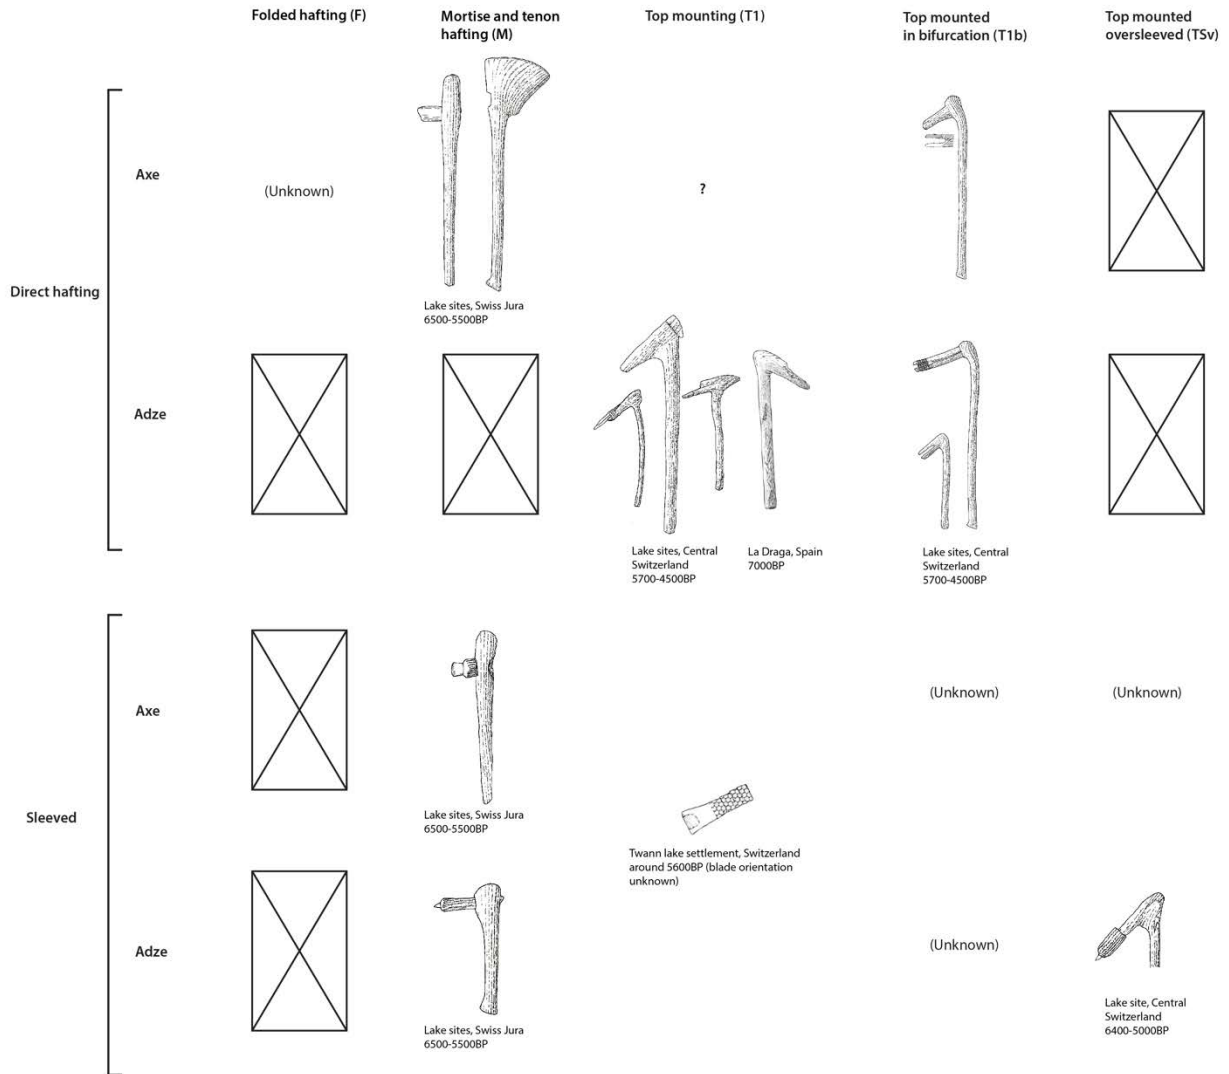 Folded hafting (F)
Mortise and tenon
hafting (M)
Top mounting (T1)
Top mounted
in bifurcation (T1b)
Top mounted
oversleeved (TSv)
Direct hafting
Axe
(Unknown)
Lake sites, Swiss Jura
6500-5500BP
?
Adze
Lake sites, Central
Switzerland
5700-4500BP
La Draga, Spain
7000BP
Lake sites, Central
Switzerland
5700-4500BP
Sleeved
Axe
Lake sites, Swiss Jura
6500-5500BP
(Unknown)
(Unknown)
Twann lake settlement, Switzerland
around 5600BP (blade orientation
unknown)
Adze
Lake sites, Swiss Jura
6500-5500BP
(Unknown)
Lake site, Central
Switzerland
6400-5000BP